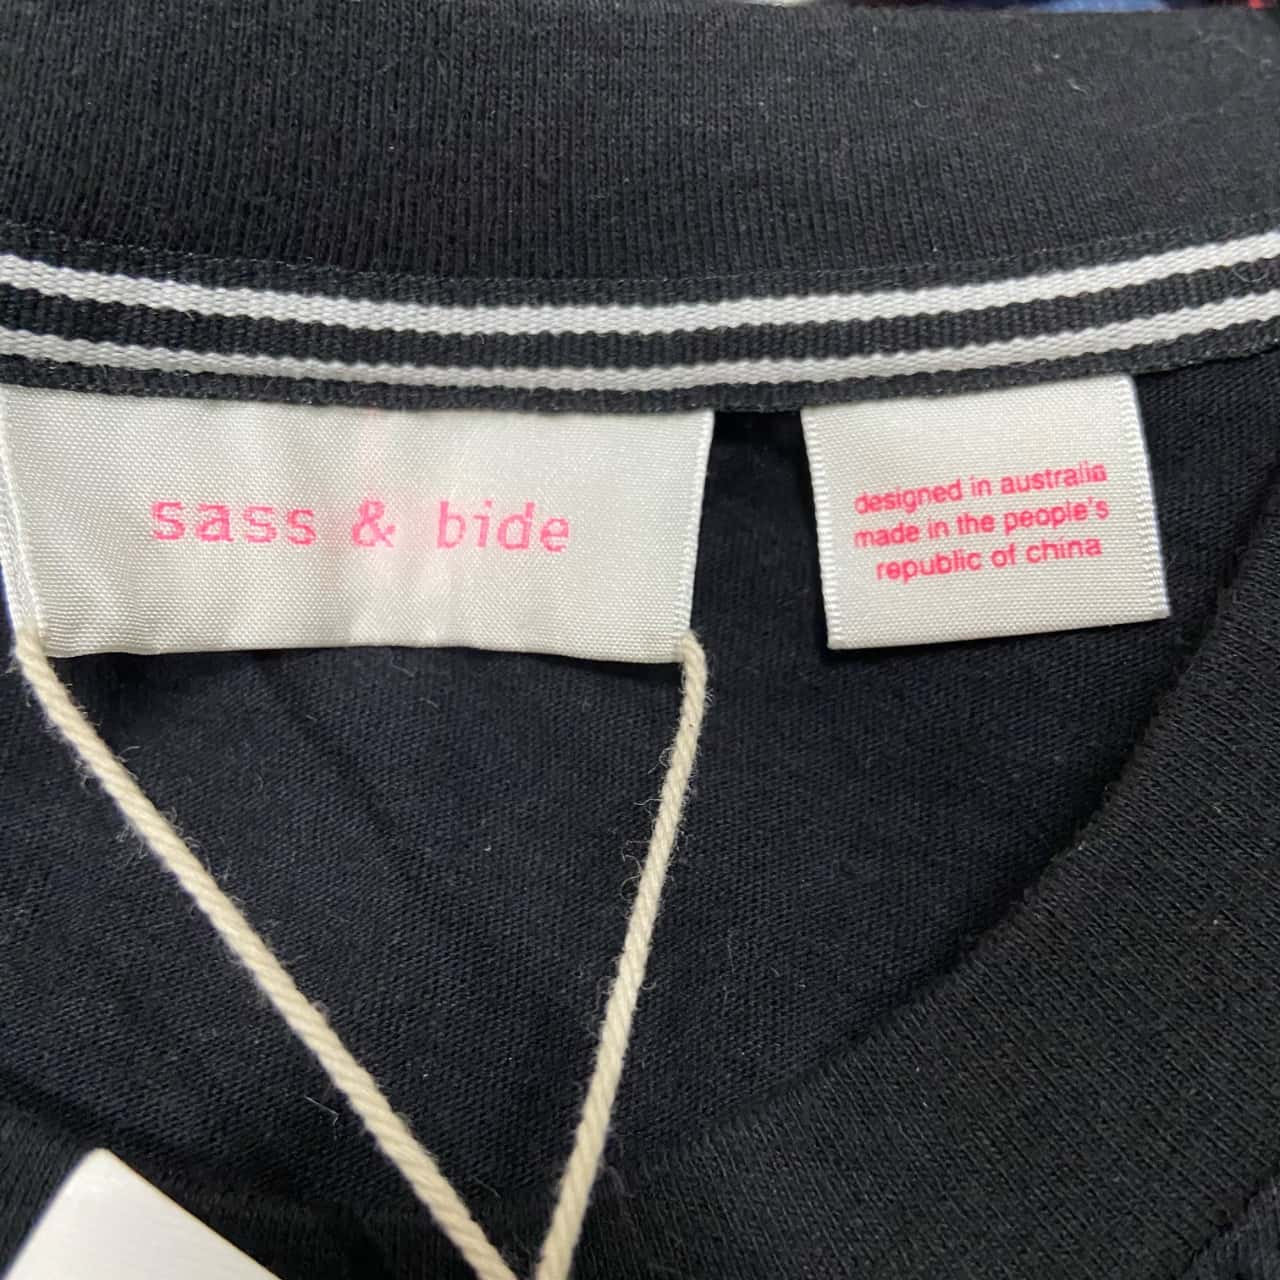 sass & bide
designed in australia
made in the people's
republic of china